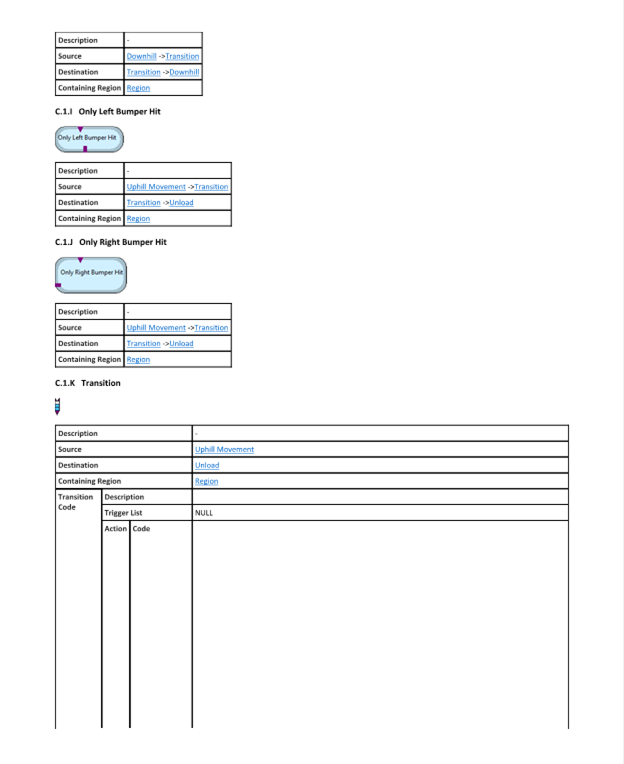 Description -
Source Downhill ->Transition
Destination Transition ->Downhill
Containing Region Region
C.1.I Only Left Bumper Hit
Only Left Bumper Hit
Description -
Source Uphill Movement ->Transition
Destination Transition ->Unload
Containing Region Region
C.1.J Only Right Bumper Hit
Only Right Bumper Hit
Description -
Source Uphill Movement ->Transition
Destination Transition ->Unload
Containing Region Region
C.1.K Transition
Description -
Source Uphill Movement
Destination Unload
Containing Region Region
Transition Description
Code
Trigger List NULL
Action Code